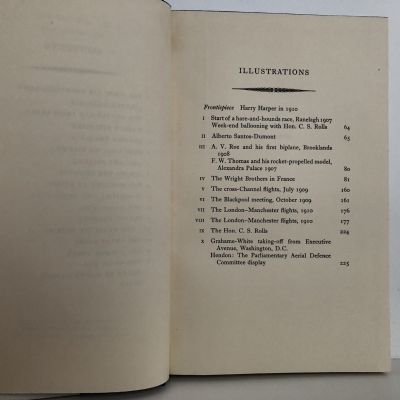 ILLUSTRATIONS
Frontispiece Harry Harper in 1910
I Start of a hare-and-hounds race, Ranelagh 1907
Week-end ballooning with Hon. C. S. Rolls 64
II Alberto Santos-Dumont 65
III A. V. Roe and his first biplane, Brooklands
1908
F. W. Thomas and his rocket-propelled model,
Alexandra Palace 1907 80
IV The Wright Brothers in France 81
V The cross-Channel flights, July 1909 160
VI The Blackpool meeting, October 1909 161
VII The London–Manchester flights, 1910 176
VIII The London–Manchester flights, 1910 177
IX The Hon. C. S. Rolls 224
X Grahame-White taking-off from Executive
Avenue, Washington, D.C.
Hendon: The Parliamentary Aerial Defence
Committee display 225